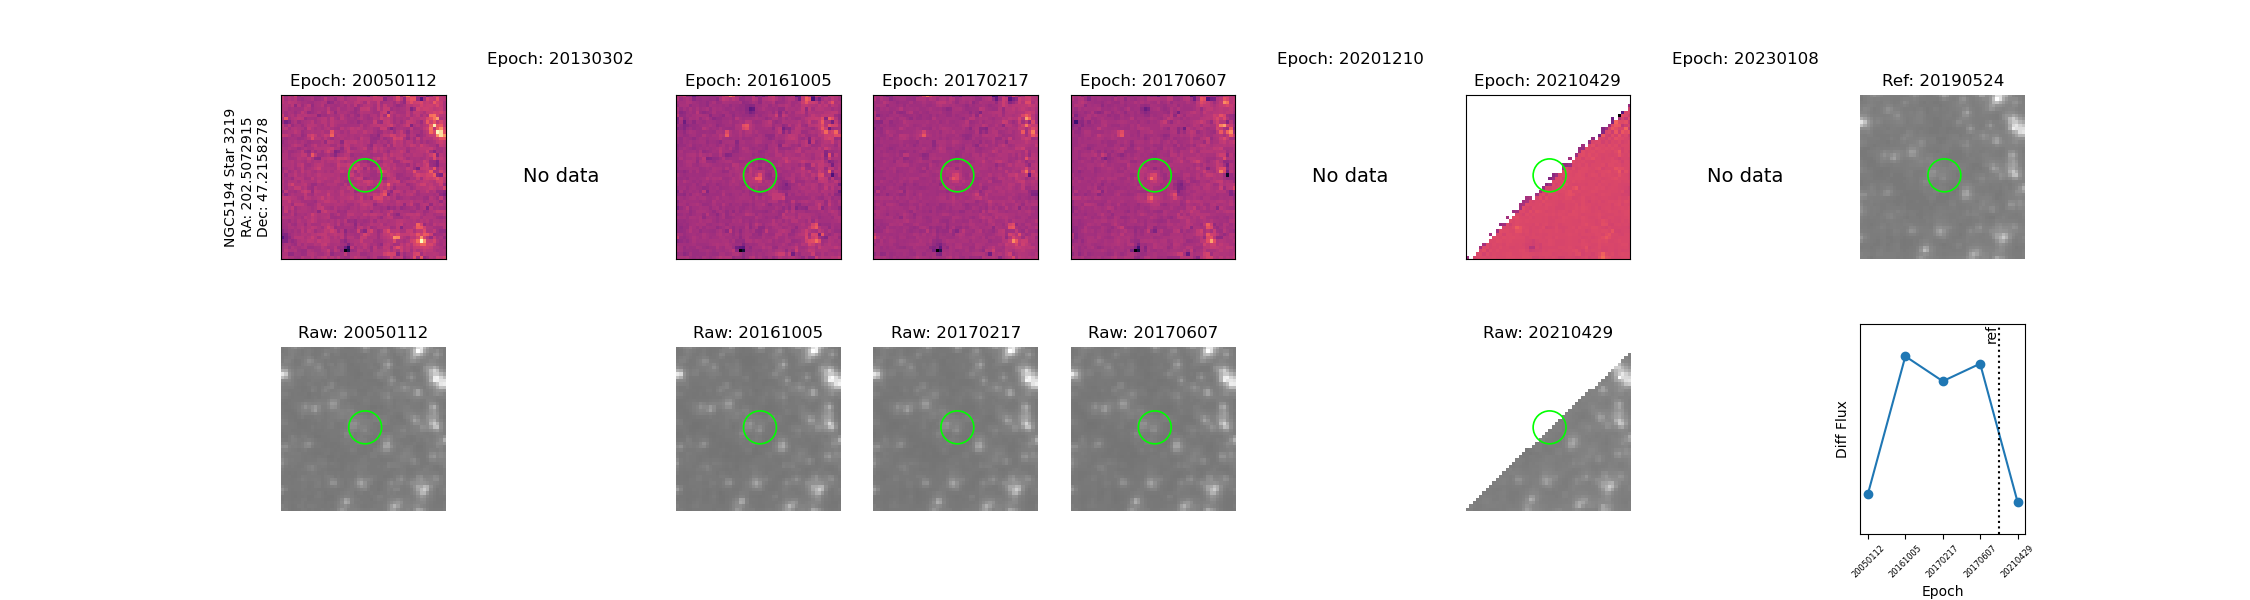 Epoch: 20130302
Epoch: 20201210
Epoch: 20230108
Epoch: 20050112
Epoch: 20161005
Epoch: 20170217
Epoch: 20170607
Epoch: 20210429
Ref: 20190524
NGC5194 Star 3219
RA: 202.5072915
Dec: 47.2158278
No data
No data
No data
Raw: 20050112
Raw: 20161005
Raw: 20170217
Raw: 20170607
Raw: 20210429
ref
Diff Flux
20050112
20161005
20170217
20170607
20210429
Epoch